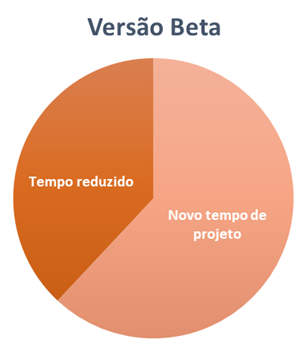 Versão Beta
Tempo reduzido
Novo tempo de
projeto